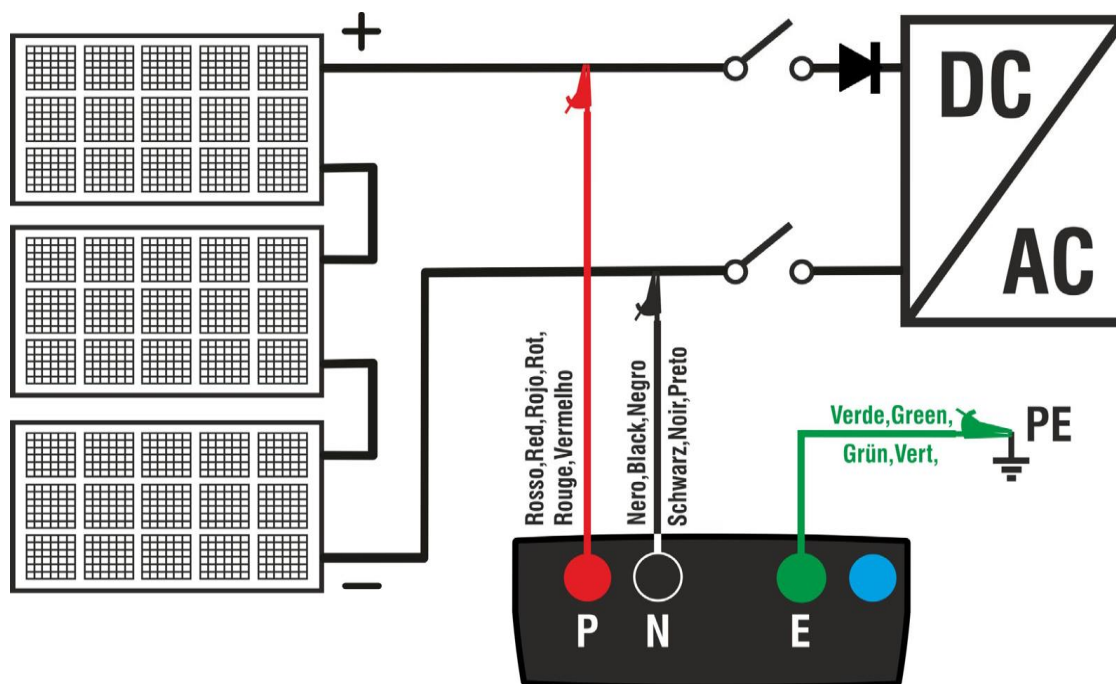 +
DC
AC
Rosso,Red,Rojo,Rot,
Rouge,Vermelho
Nero,Black,Negro
Schwarz,Noir,Preto
Verde,Green,
Grün,Vert,
PE
−
P
N
E